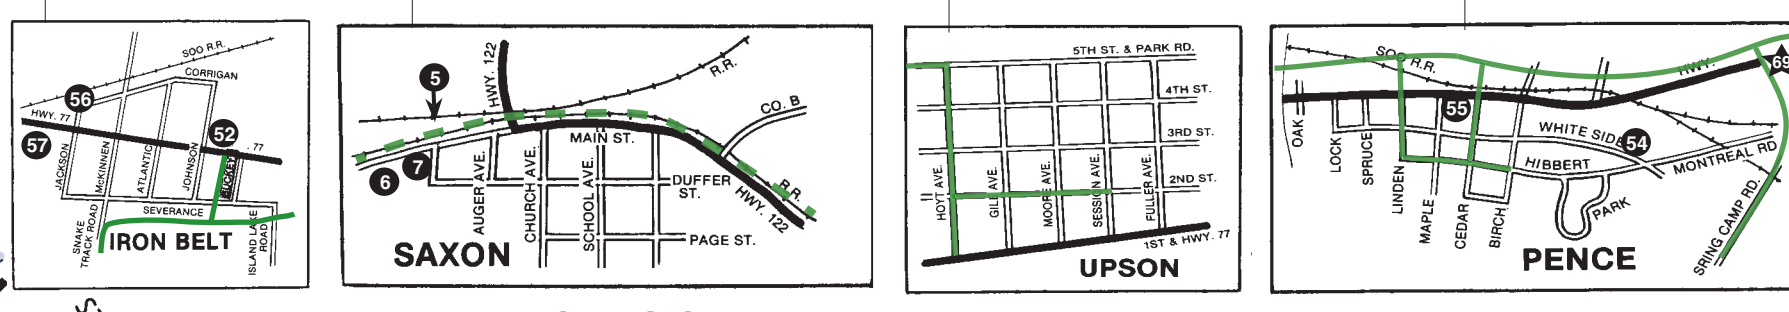 SOO R.R.
CORRIGAN
56
HWY. 77
57
52
. 77
JACKSON
McKINNEN
ATLANTIC
JOHNSON
SEVERANCE
SNAKE
TRACK ROAD
IRON BELT
ISLAND LAKE
ROAD
S
5
HWY. 122
R.R.
CO. B
MAIN ST.
7
6
AUGER AVE.
CHURCH AVE.
SCHOOL AVE.
DUFFER
ST.
R.R.
HWY. 122
PAGE ST.
SAXON
5TH ST. & PARK RD.
4TH ST.
3RD ST.
2ND ST.
HOYT AVE.
MOORE AVE.
SESSION AVE.
FULLER AVE.
1ST & HWY. 77
UPSON
SOO R.R.
HWY.
69
55
OAK
LOCK
SPRUCE
LINDEN
MAPLE
CEDAR
BIRCH
WHITE SIDE
54
HIBBERT
MONTREAL RD
PARK
SRING CAMP RD.
PENCE